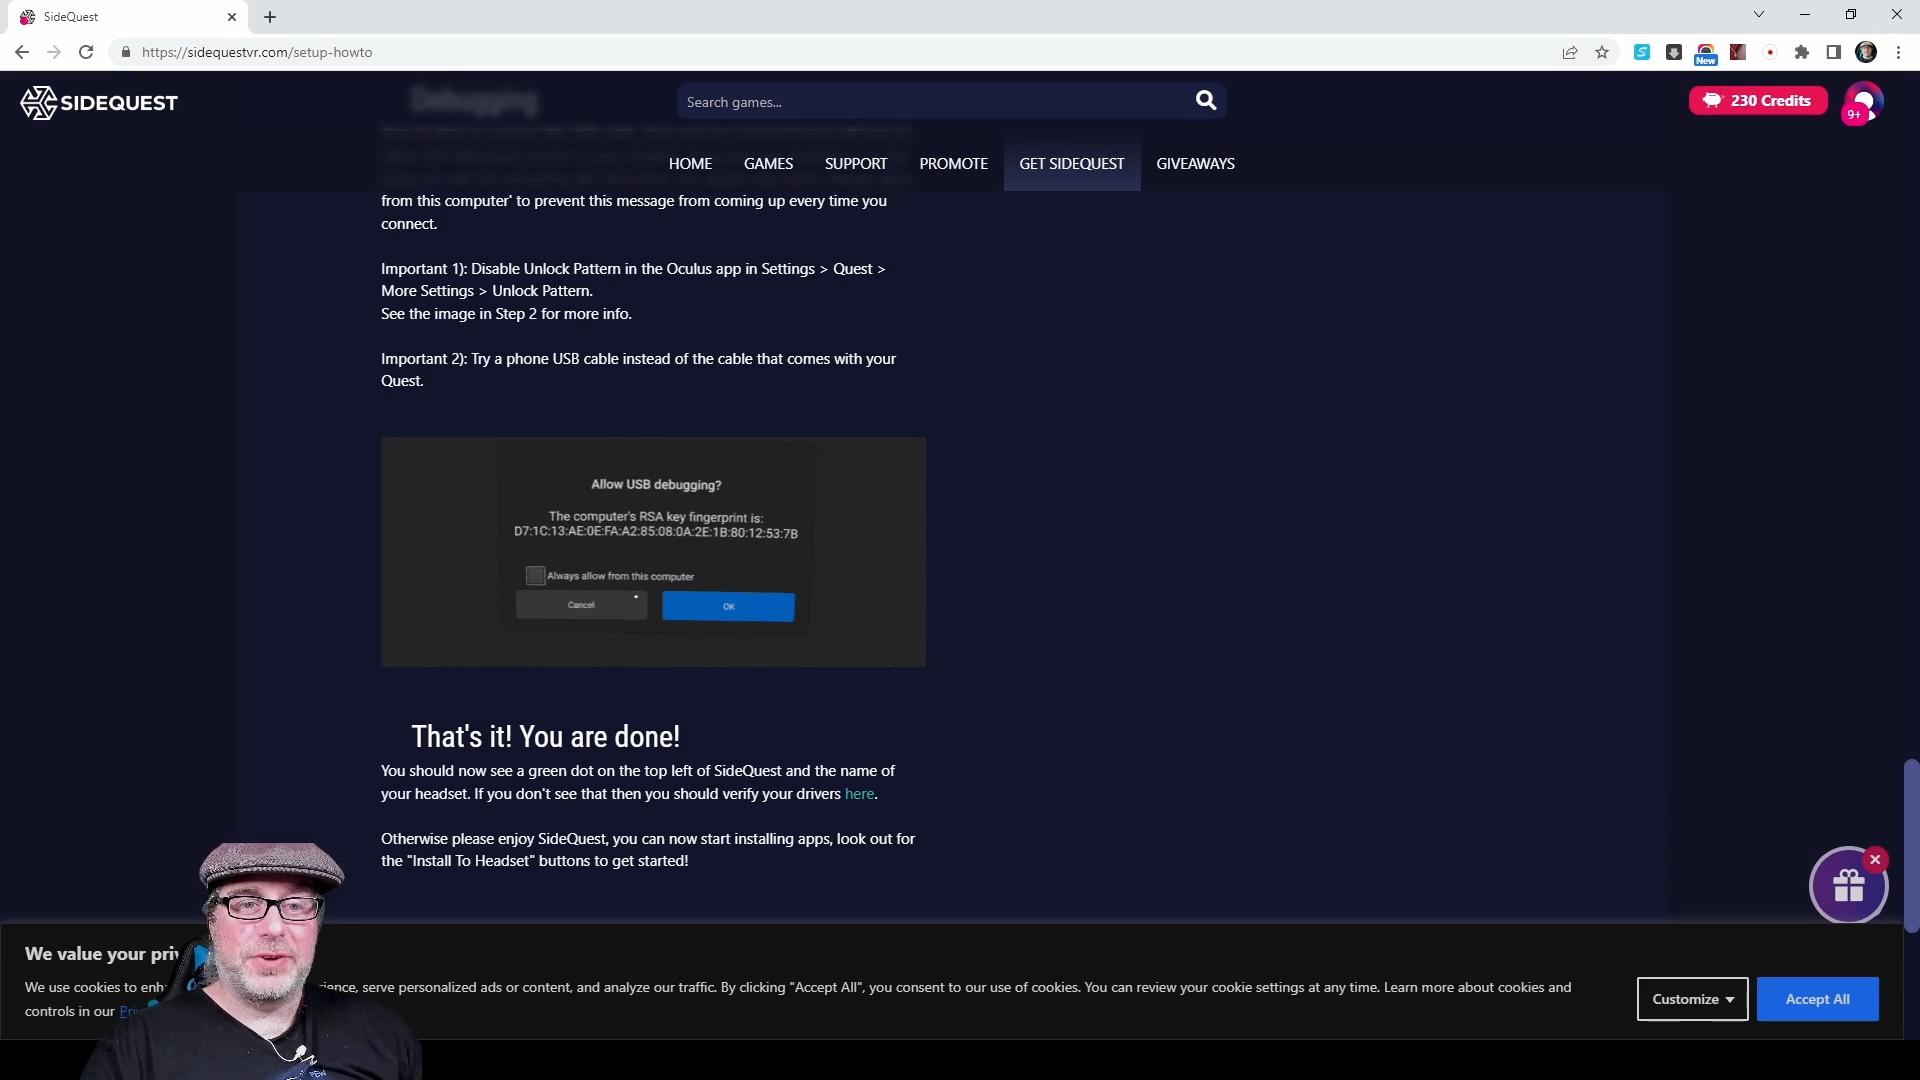 SideQuest
https://sidequestvr.com/setup-howto
New
SIDEQUEST
Debugging
Search games...
230 Credits
9+
HOME
GAMES
SUPPORT
PROMOTE
GET SIDEQUEST
GIVEAWAYS
from this computer' to prevent this message from coming up every time you
connect.
Important 1): Disable Unlock Pattern in the Oculus app in Settings > Quest >
More Settings > Unlock Pattern.
See the image in Step 2 for more info.
Important 2): Try a phone USB cable instead of the cable that comes with your
Quest.
Allow USB debugging?
The computer's RSA key fingerprint is:
D7:1C:13:AE:0E:FA:A2:85:08:0A:2E:1B:80:12:53:7B
Always allow from this computer
Cancel
OK
That's it! You are done!
You should now see a green dot on the top left of SideQuest and the name of
your headset. If you don't see that then you should verify your drivers here.
Otherwise please enjoy SideQuest, you can now start installing apps, look out for
the "Install To Headset" buttons to get started!
We value your priv
We use cookies to enh
ience, serve personalized ads or content, and analyze our traffic. By clicking "Accept All", you consent to our use of cookies. You can review your cookie settings at any time. Learn more about cookies and
controls in our Pri
Customize
Accept All